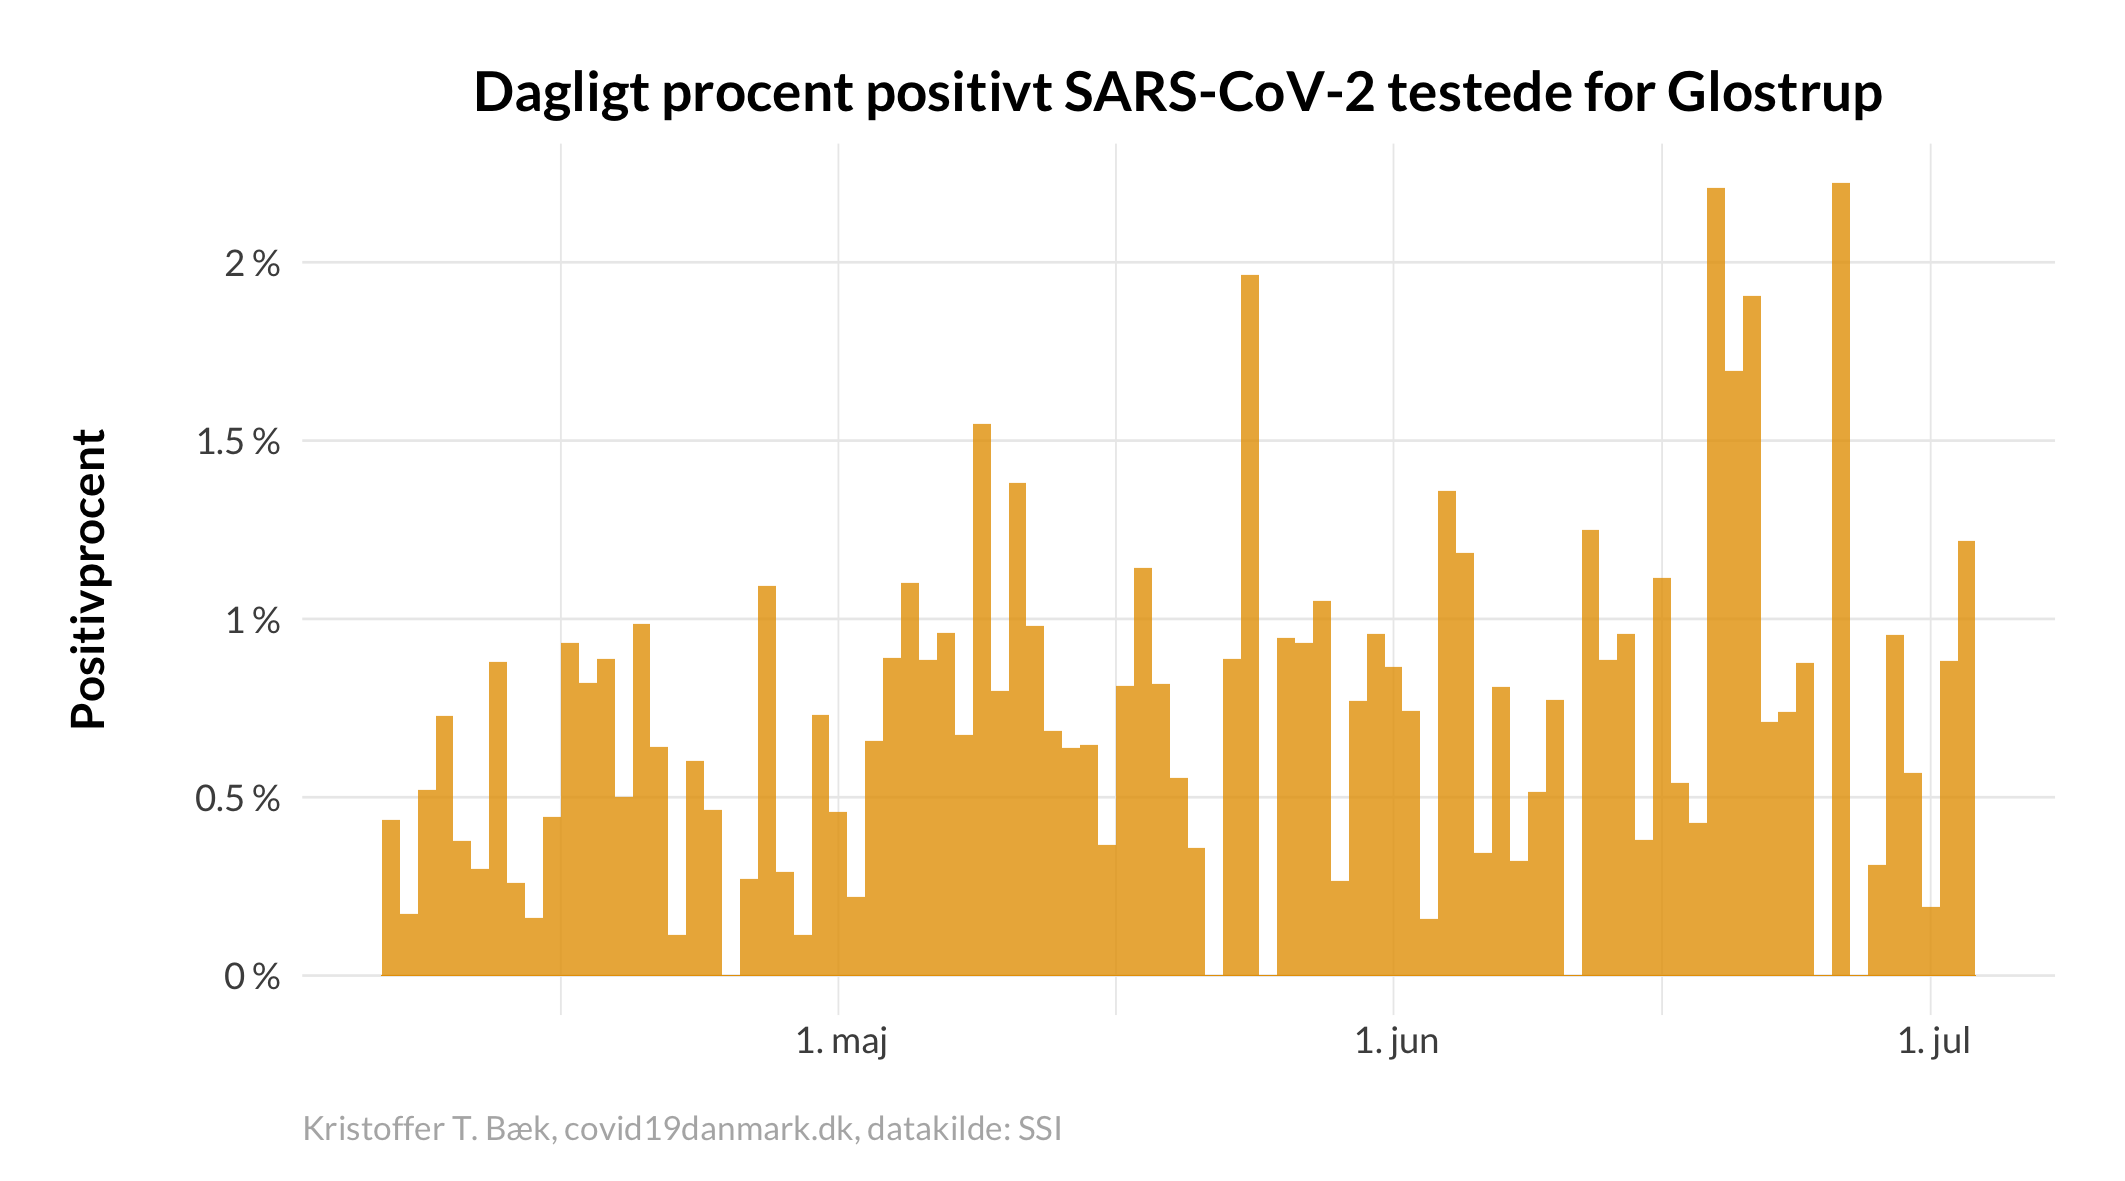 Dagligt procent positivt SARS-CoV-2 testede for Glostrup
Positivprocent
2 %
1.5 %
1 %
0.5 %
0 %
1. maj
1. jun
1. jul
Kristoffer T. Bæk, covid19danmark.dk, datakilde: SSI